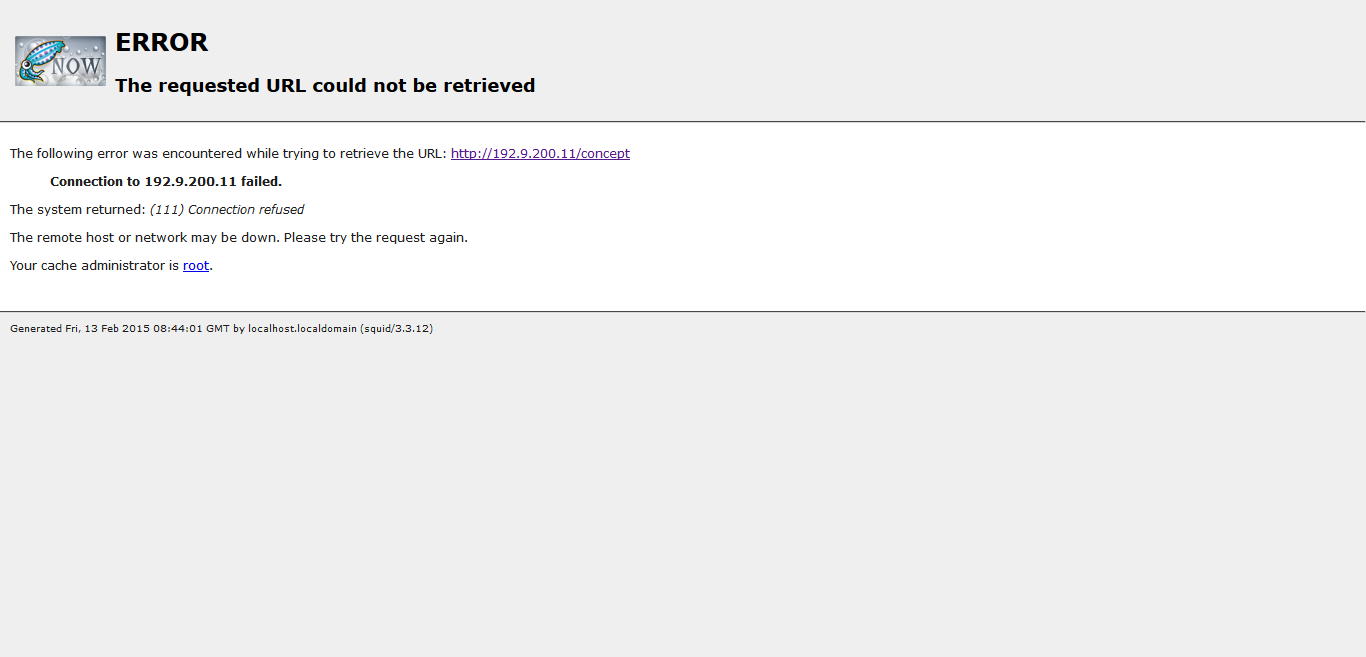 NOW
ERROR
The requested URL could not be retrieved
The following error was encountered while trying to retrieve the URL: http://192.9.200.11/concept
Connection to 192.9.200.11 failed.
The system returned: (111) Connection refused
The remote host or network may be down. Please try the request again.
Your cache administrator is root.
Generated Fri, 13 Feb 2015 08:44:01 GMT by localhost.localdomain (squid/3.3.12)